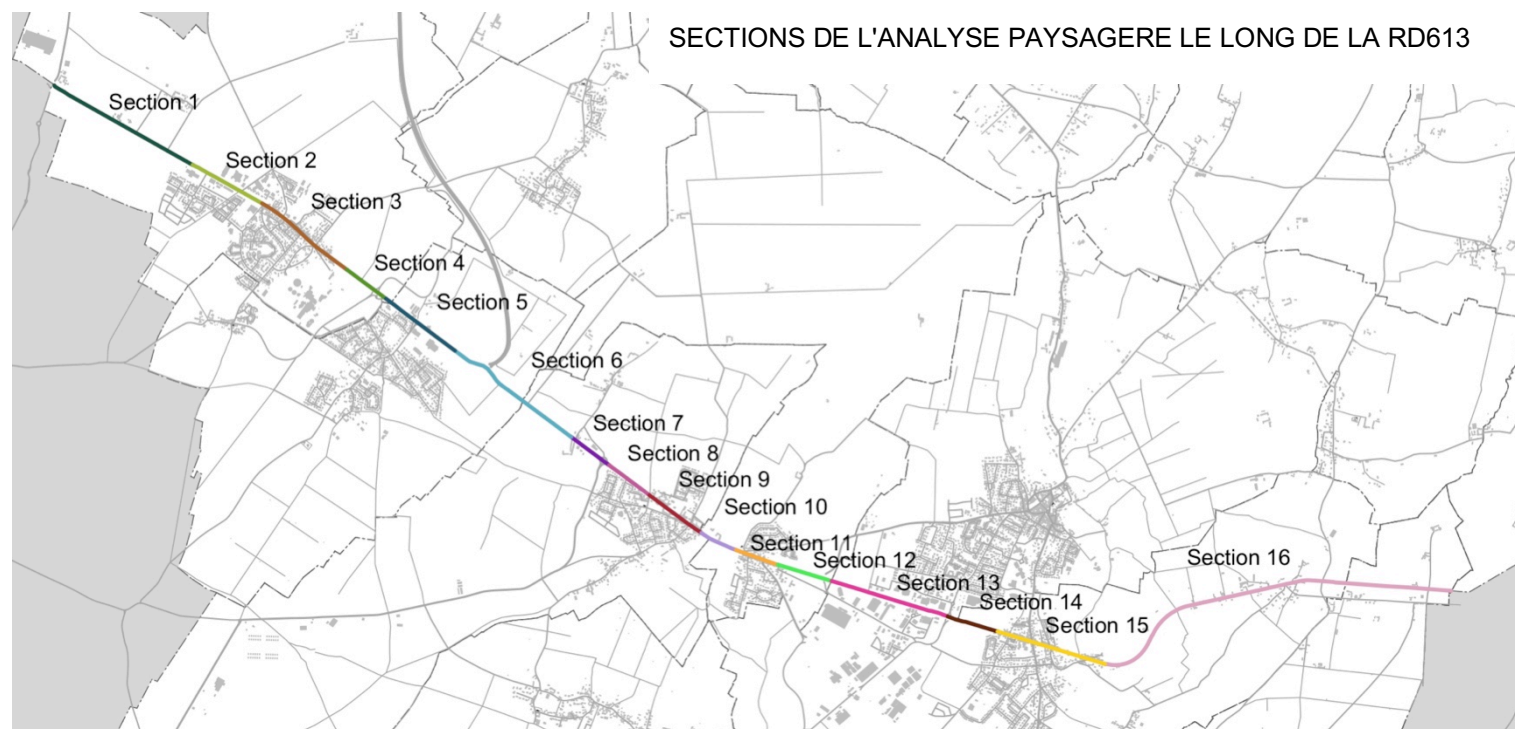 SECTIONS DE L'ANALYSE PAYSAGERE LE LONG DE LA RD613
Section 1
Section 2
Section 3
Section 4
Section 5
Section 6
Section 7
Section 8
Section 9
Section 10
Section 11
Section 12
Section 13
Section 14
Section 15
Section 16